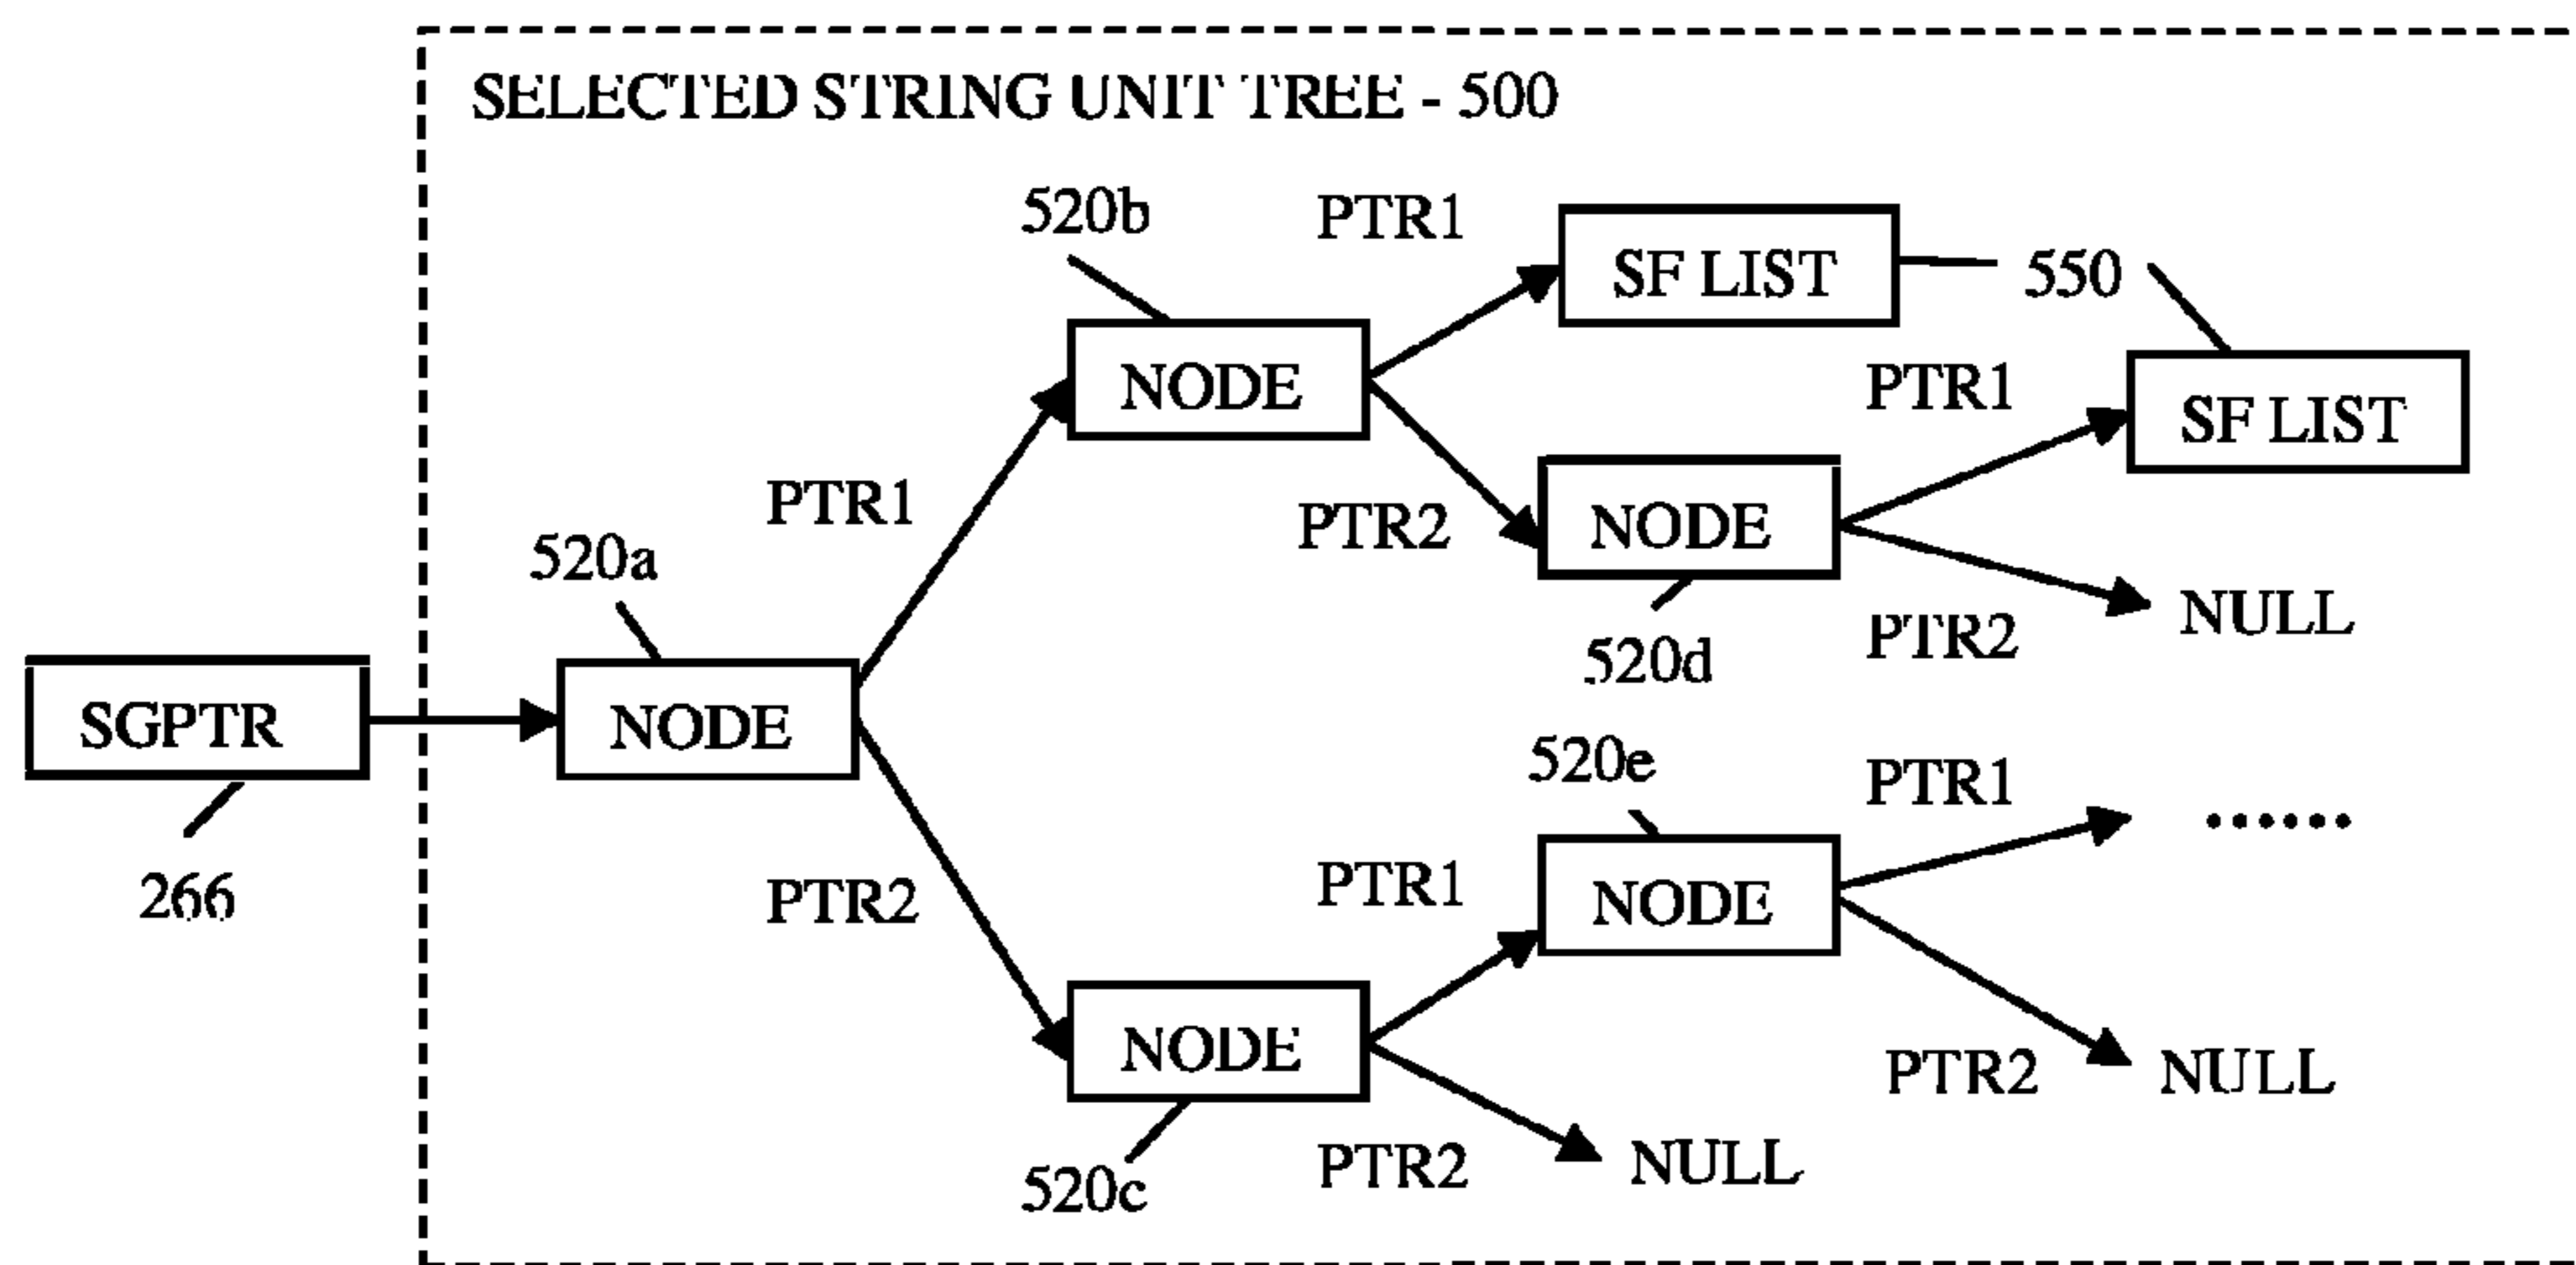 SELECTED STRING UNIT TREE - 500
520b
PTR1
SF LIST
550
NODE
PTR1
SF LIST
PTR1
PTR2
NODE
520a
NULL
PTR2
520d
SGPTR
NODE
520e
PTR1
......
266
PTR2
PTR1
NODE
NODE
PTR2
NULL
520c
PTR2
NULL